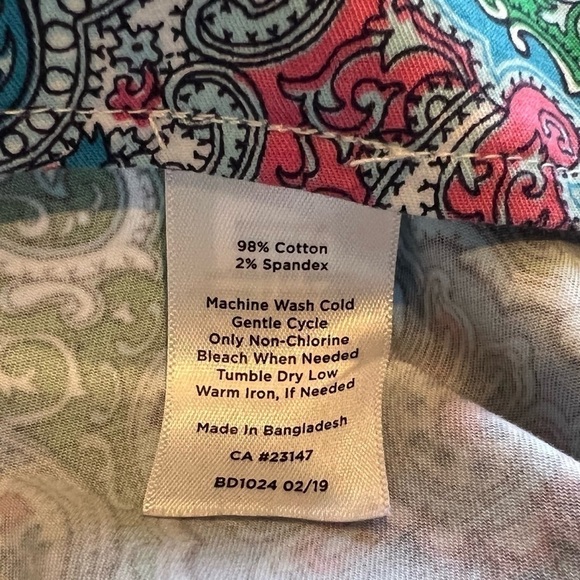 98% Cotton
2% Spandex
Machine Wash Cold
Gentle Cycle
Only Non-Chlorine
Bleach When Needed
Tumble Dry Low
Warm Iron, If Needed
Made In Bangladesh
CA #23147
BD1024 02/19